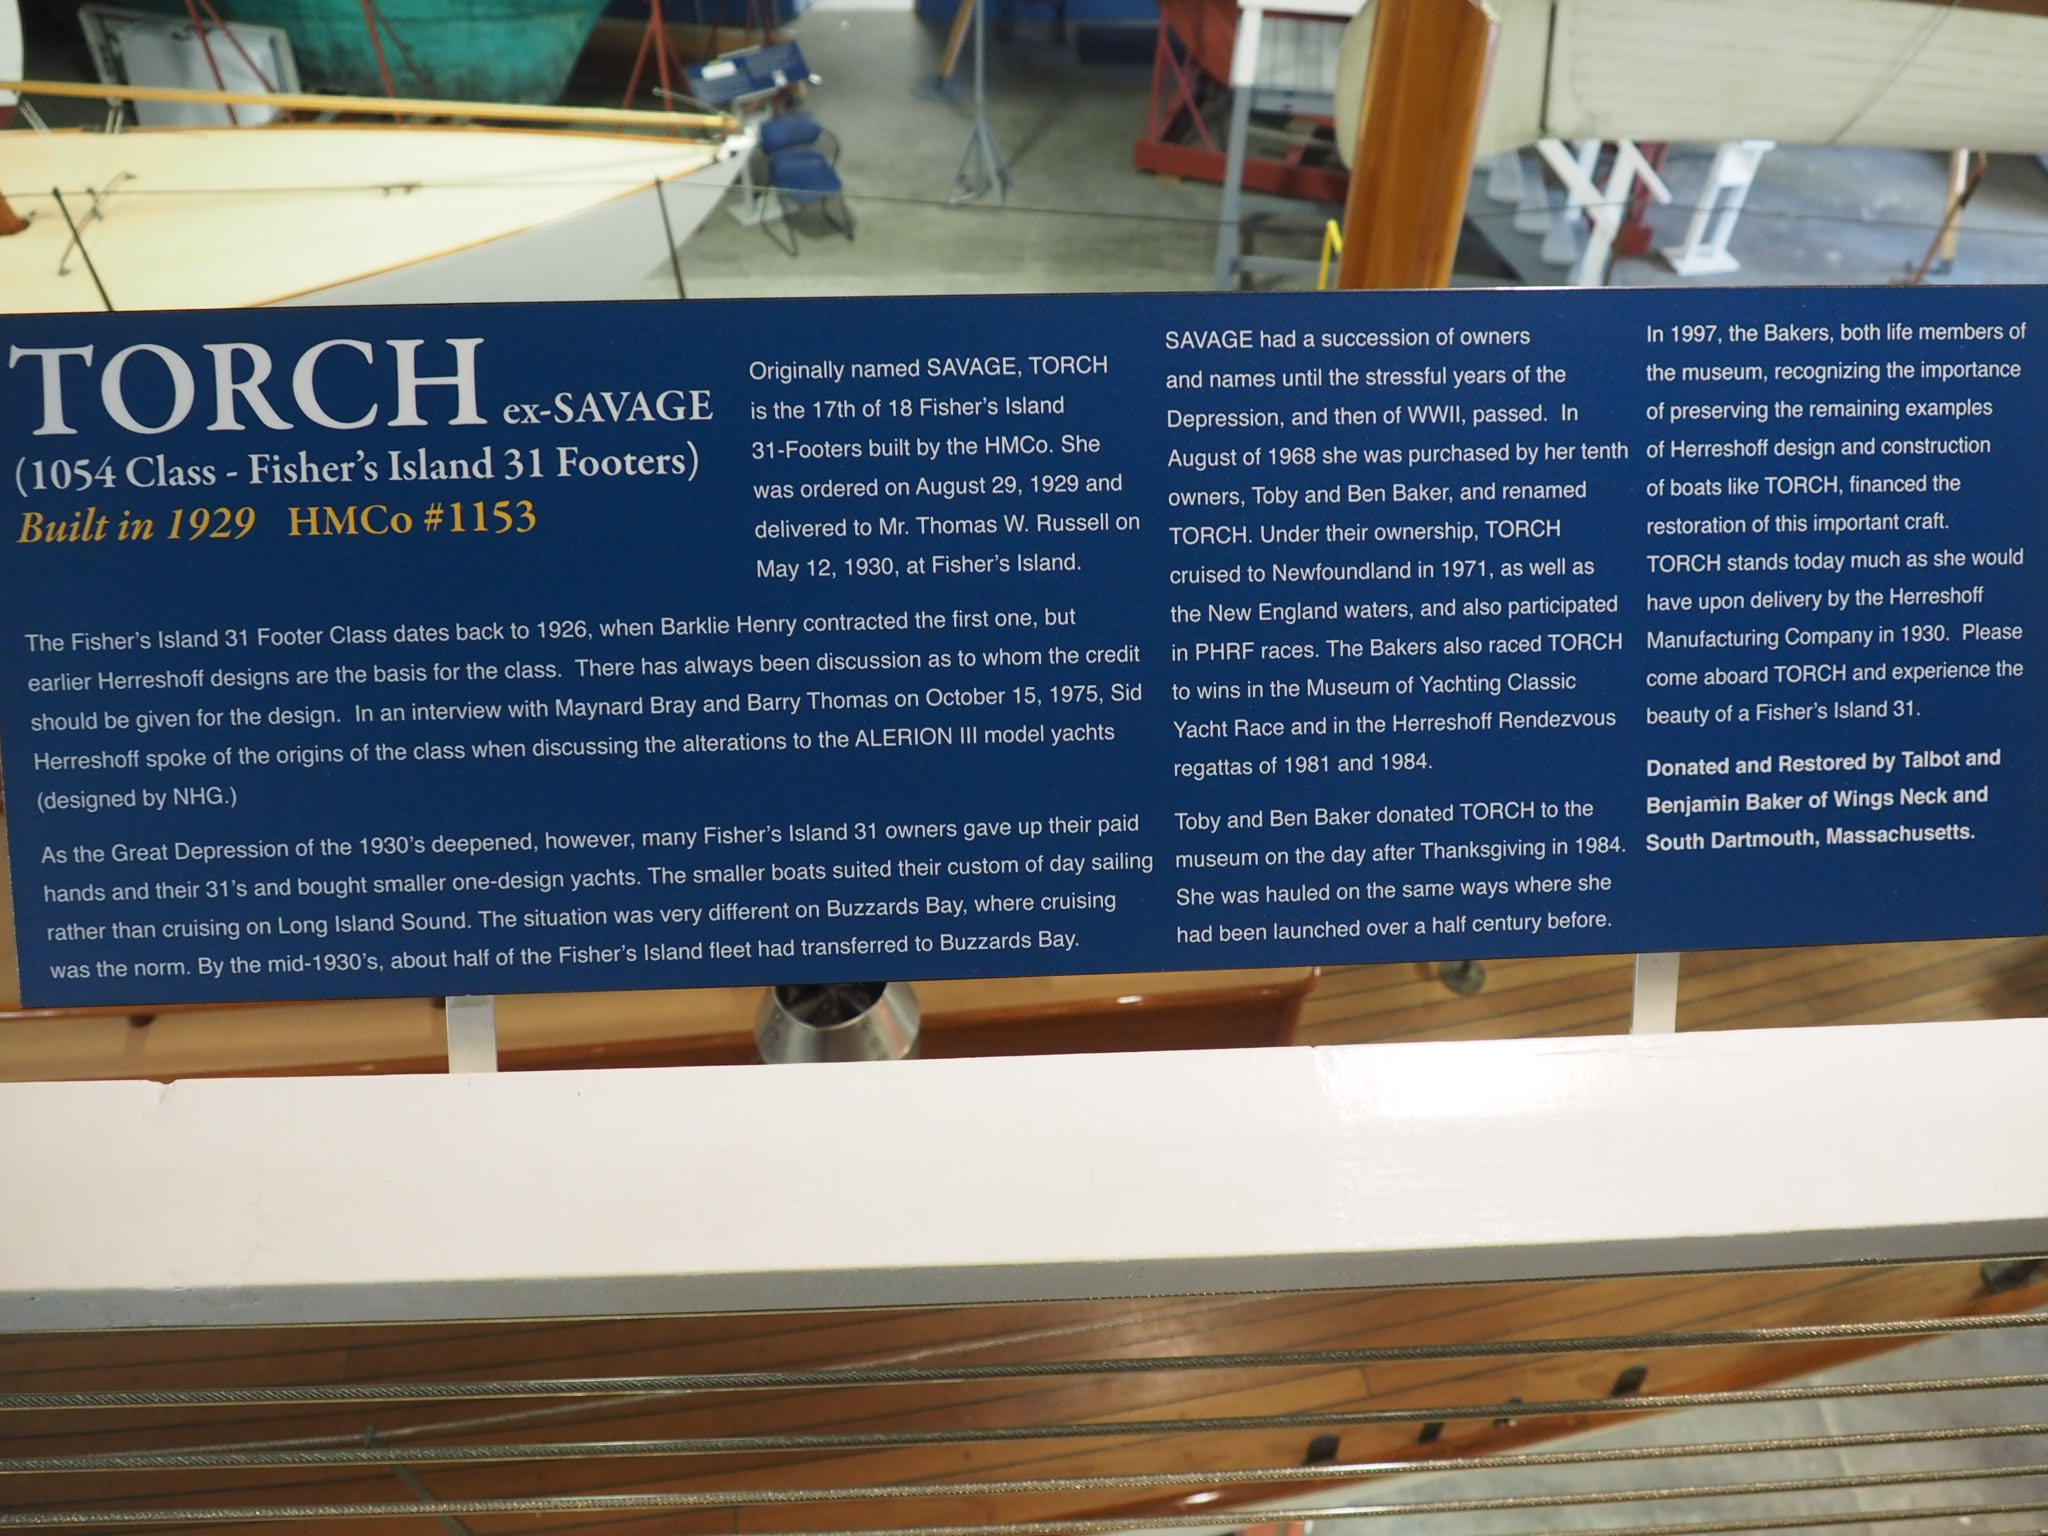 TORCH ex-SAVAGE
(1054 Class - Fisher's Island 31 Footers)
Built in 1929 HMCo #1153
Originally named SAVAGE, TORCH
is the 17th of 18 Fisher's Island
31-Footers built by the HMCo. She
was ordered on August 29, 1929 and
delivered to Mr. Thomas W. Russell on
May 12, 1930, at Fisher's Island.
The Fisher's Island 31 Footer Class dates back to 1926, when Barklie Henry contracted the first one, but
earlier Herreshoff designs are the basis for the class. There has always been discussion as to whom the credit
should be given for the design. In an interview with Maynard Bray and Barry Thomas on October 15, 1975, Sid
Herreshoff spoke of the origins of the class when discussing the alterations to the ALERION III model yachts
(designed by NHG.)
As the Great Depression of the 1930's deepened, however, many Fisher's Island 31 owners gave up their paid
hands and their 31's and bought smaller one-design yachts. The smaller boats suited their custom of day sailing
rather than cruising on Long Island Sound. The situation was very different on Buzzards Bay, where cruising
was the norm. By the mid-1930's, about half of the Fisher's Island fleet had transferred to Buzzards Bay.
SAVAGE had a succession of owners
and names until the stressful years of the
Depression, and then of WWII, passed. In
August of 1968 she was purchased by her tenth
owners, Toby and Ben Baker, and renamed
TORCH. Under their ownership, TORCH
cruised to Newfoundland in 1971, as well as
the New England waters, and also participated
in PHRF races. The Bakers also raced TORCH
to wins in the Museum of Yachting Classic
Yacht Race and in the Herreshoff Rendezvous
regattas of 1981 and 1984.
Toby and Ben Baker donated TORCH to the
museum on the day after Thanksgiving in 1984.
She was hauled on the same ways where she
had been launched over a half century before.
In 1997, the Bakers, both life members of
the museum, recognizing the importance
of preserving the remaining examples
of Herreshoff design and construction
of boats like TORCH, financed the
restoration of this important craft.
TORCH stands today much as she would
have upon delivery by the Herreshoff
Manufacturing Company in 1930. Please
come aboard TORCH and experience the
beauty of a Fisher's Island 31.
Donated and Restored by Talbot and
Benjamin Baker of Wings Neck and
South Dartmouth, Massachusetts.